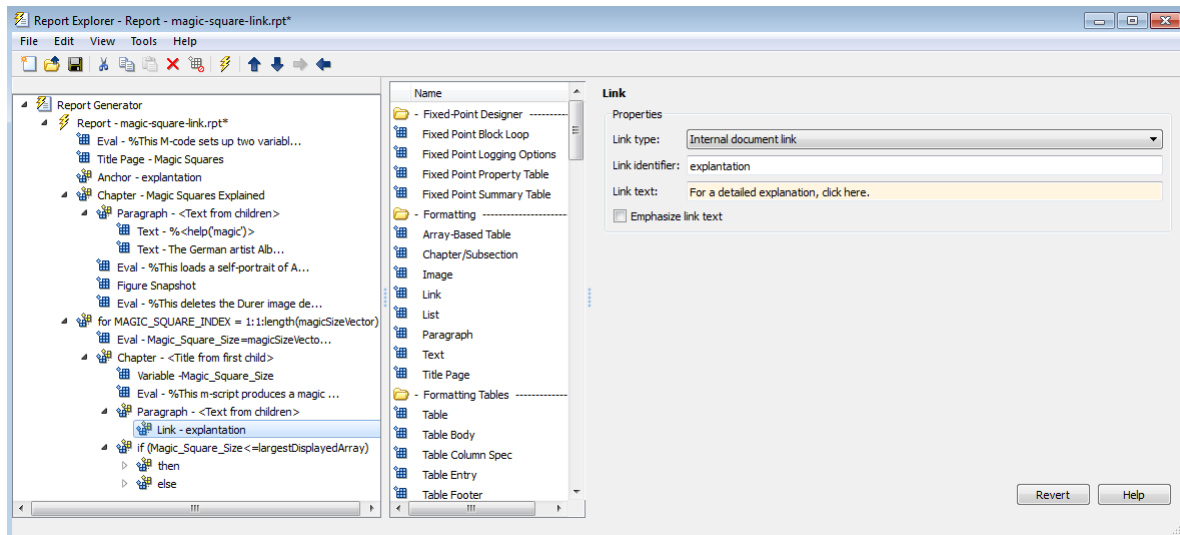 Report Explorer - Report - magic-square-link.rpt*
File Edit View Tools Help
Report Generator
Report - magic-square-link.rpt*
Eval - %This M-code sets up two variabl...
Title Page - Magic Squares
Anchor - explantation
Chapter - Magic Squares Explained
Paragraph - <Text from children>
Text - %<help('magic')>
Text - The German artist Alb...
Eval - %This loads a self-portrait of A...
Figure Snapshot
Eval - %This deletes the Durer image de...
for MAGIC_SQUARE_INDEX = 1:1:length(magicSizeVector)
Eval - Magic_Square_Size=magicSizeVecto...
Chapter - <Title from first child>
Variable -Magic_Square_Size
Eval - %This m-script produces a magic ...
Paragraph - <Text from children>
Link - explantation
if (Magic_Square_Size<=largestDisplayedArray)
then
else
Name
- Fixed-Point Designer ----------
Fixed Point Block Loop
Fixed Point Logging Options
Fixed Point Property Table
Fixed Point Summary Table
- Formatting ---------------------
Array-Based Table
Chapter/Subsection
Image
Link
List
Paragraph
Text
Title Page
- Formatting Tables -------------
Table
Table Body
Table Column Spec
Table Entry
Table Footer
Link
Properties
Link type: Internal document link
Link identifier: explantation
Link text: For a detailed explanation, click here.
Emphasize link text
Revert Help